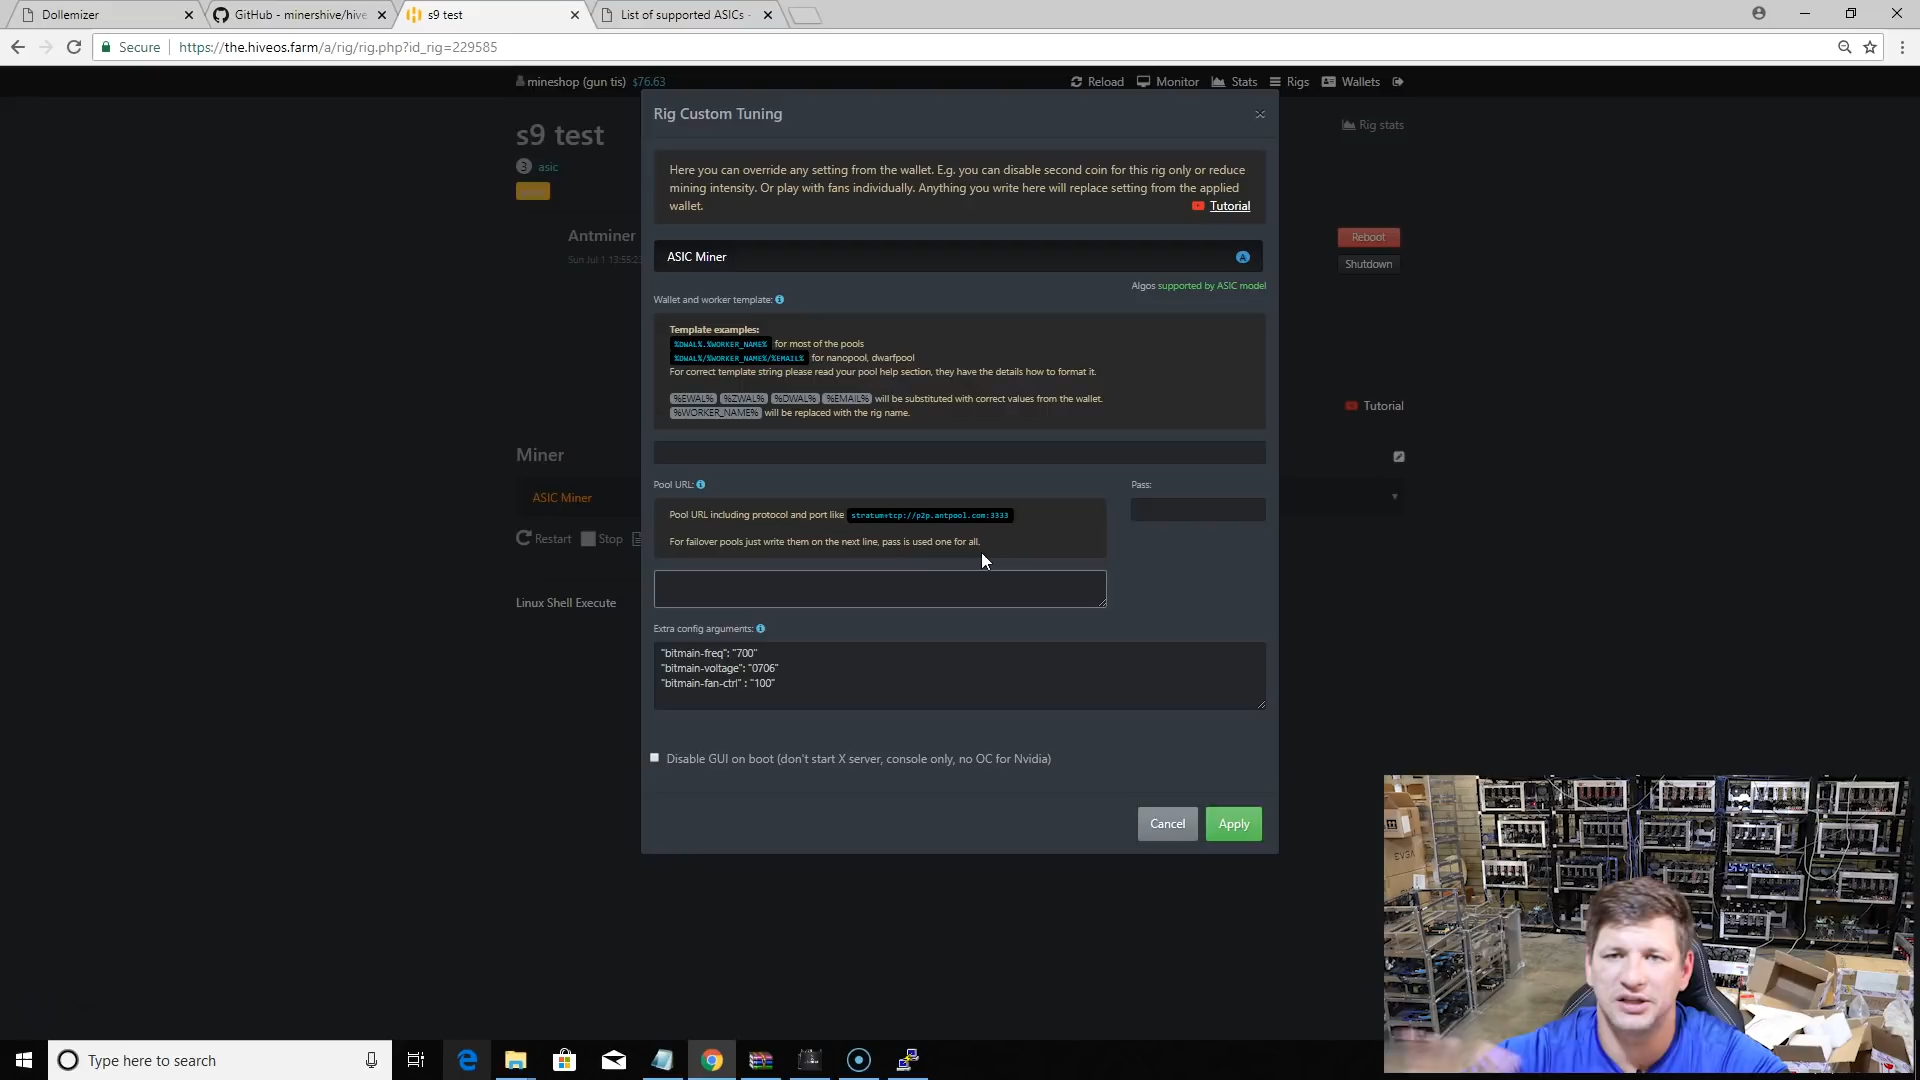 Dollemizer
GitHub - minershive/hive
s9 test
List of supported ASICs -
Secure
https://the.hiveos.farm/a/rig/rig.php?id_rig=229585
mineshop (gun tis) $76.63
Reload
Monitor
Stats
Rigs
Wallets
Rig Custom Tuning
s9 test
Rig stats
3 asic
Here you can override any setting from the wallet. E.g. you can disable second coin for this rig only or reduce
mining intensity. Or play with fans individually. Anything you write here will replace setting from the applied
wallet.
Tutorial
Antminer
Sun Jul 1 13:55:23
Reboot
Shutdown
ASIC Miner
A
Algos supported by ASIC model
Wallet and worker template:
Template examples:
%DWAL%.%WORKER_NAME% for most of the pools
%DWAL%/%WORKER_NAME%/%EMAIL% for nanopool, dwarfpool
For correct template string please read your pool help section, they have the details how to format it.
%EWAL% %ZWAL% %DWAL% %EMAIL% will be substituted with correct values from the wallet.
%WORKER_NAME% will be replaced with the rig name.
Tutorial
Miner
Pool URL:
Pass:
ASIC Miner
Pool URL including protocol and port like stratum+tcp://p2p.antpool.com:3333
For failover pools just write them on the next line, pass is used one for all.
Restart
Stop
Linux Shell Execute
Extra config arguments:
"bitmain-freq": "700"
"bitmain-voltage": "0706"
"bitmain-fan-ctrl" : "100"
Disable GUI on boot (don't start X server, console only, no OC for Nvidia)
Cancel
Apply
EVGA
Type here to search